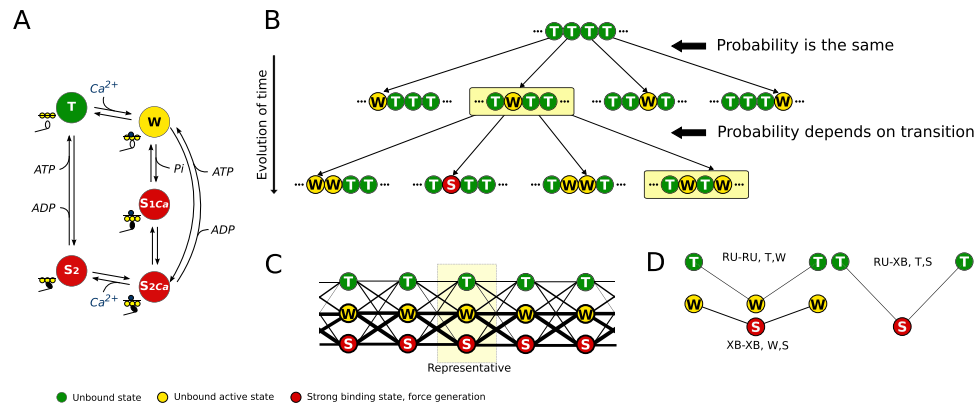 A
T
Ca2+
W
ATP
Pi
ATP
S1Ca
ADP
ADP
S2
Ca2+
S2Ca
B
Evolution of time
··· T T T T ···
Probability is the same
··· W T T T ···
··· T W T T ···
··· T T W T ···
··· T T T W ···
Probability depends on transition
··· W W T T ···
··· T S T T ···
··· T W W T ···
··· T W T W ···
C
T T T T T
W W W W W
S S S S S
Representative
D
T RU-RU, T,W T
W W W
S
XB-XB, W,S
T RU-XB, T,S T
S
Unbound state
Unbound active state
Strong binding state, force generation